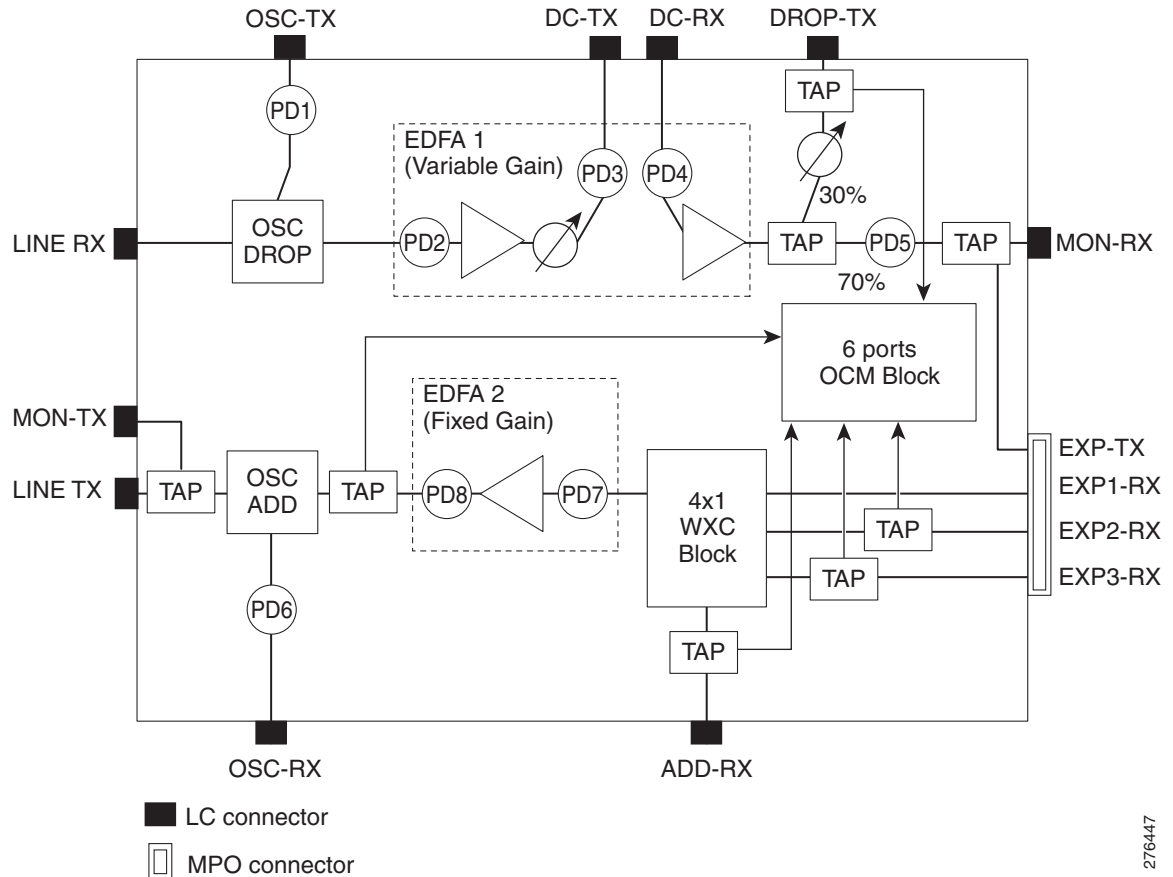 OSC-TX
DC-TX
DC-RX
DROP-TX
TAP
PD1
EDFA 1
(Variable Gain)
PD3
PD4
30%
LINE RX
OSC
DROP
PD2
TAP
PD5
TAP
MON-RX
70%
6 ports
OCM Block
EDFA 2
(Fixed Gain)
MON-TX
LINE TX
TAP
OSC
ADD
TAP
PD8
PD7
4x1
WXC
Block
EXP-TX
EXP1-RX
TAP
EXP2-RX
TAP
EXP3-RX
PD6
TAP
OSC-RX
ADD-RX
LC connector
MPO connector
276447